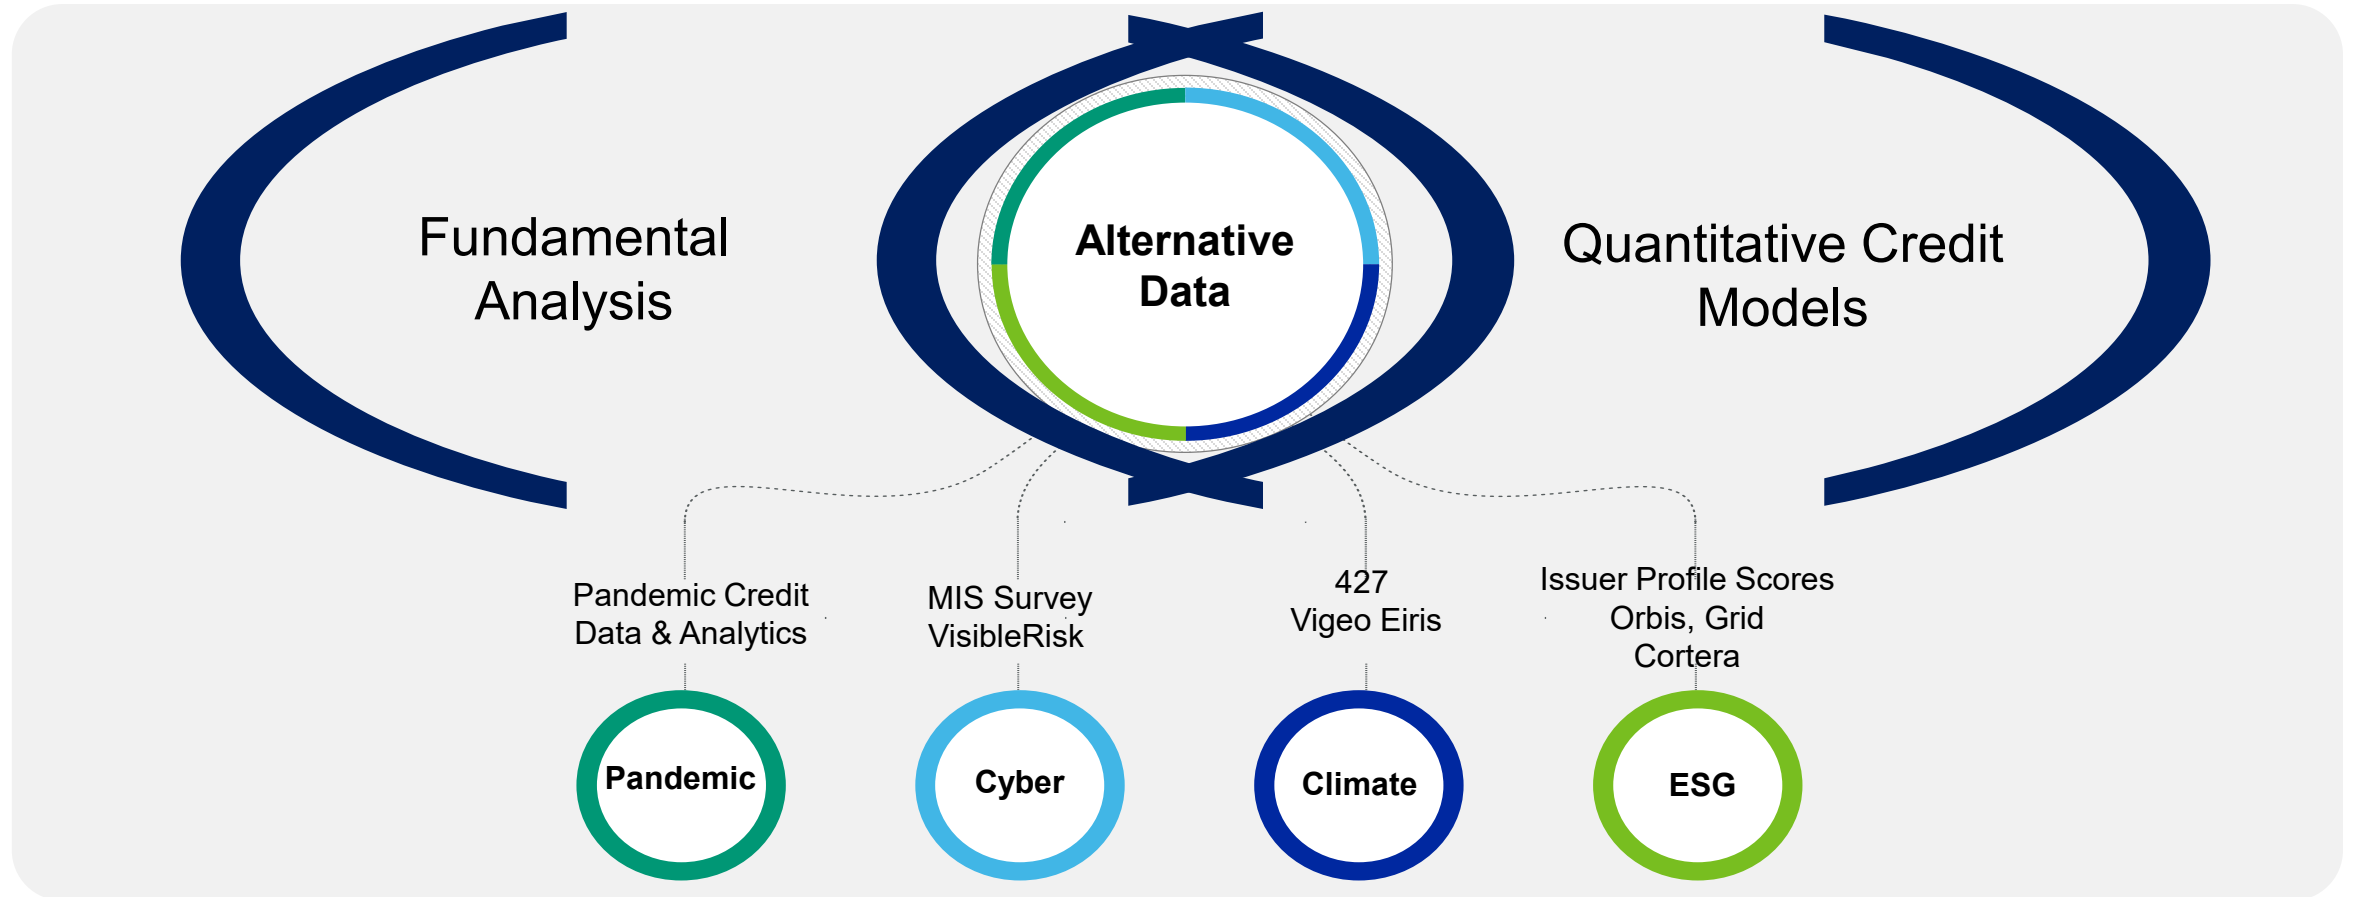 Fundamental
Analysis
Alternative
Data
Quantitative Credit
Models
Pandemic Credit
Data & Analytics
MIS Survey
VisibleRisk
427
Vigeo Eiris
Issuer Profile Scores
Orbis, Grid
Cortera
Pandemic
Cyber
Climate
ESG